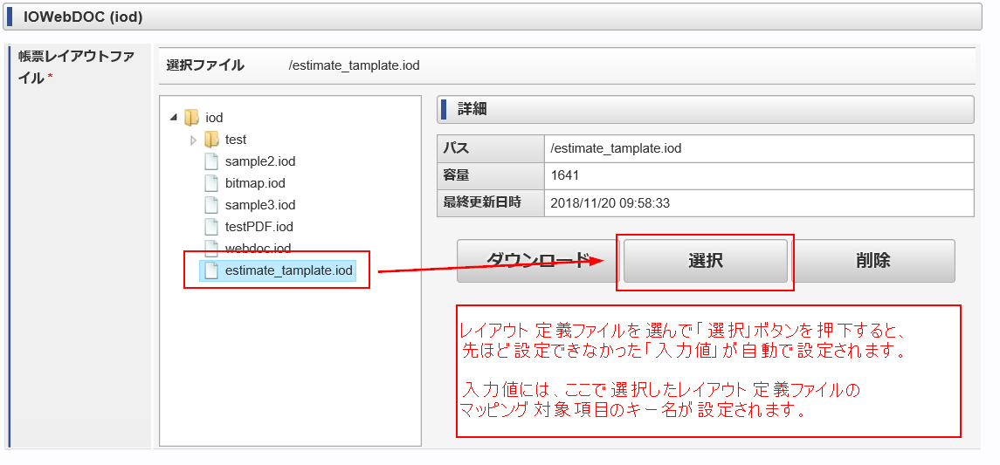 IOWebDOC (iod)
帳票レイアウトファ
イル *
選択ファイル /estimate_tamplate.iod
iod
test
sample2.iod
bitmap.iod
sample3.iod
testPDF.iod
webdoc.iod
estimate_tamplate.iod
詳細
パス /estimate_tamplate.iod
容量 1641
最終更新日時 2018/11/20 09:58:33
ダウンロード 選択 削除
レイアウト定義ファイルを選んで「選択」ボタンを押下すると、
先ほど設定できなかった「入力値」が自動で設定されます。
入力値には、ここで選択したレイアウト定義ファイルの
マッピング対象項目のキー名が設定されます。